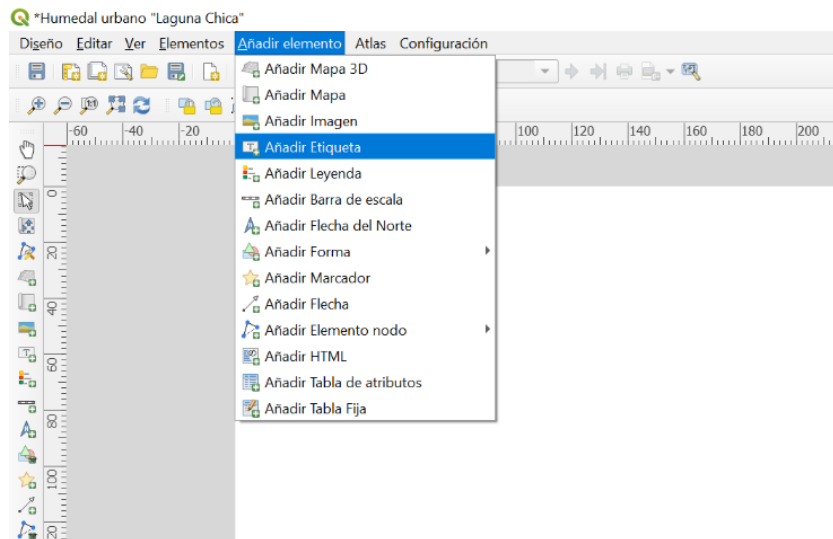 *Humedal urbano "Laguna Chica"
Diseño Editar Ver Elementos Añadir elemento Atlas Configuración
Añadir Mapa 3D
Añadir Mapa
Añadir Imagen
Añadir Etiqueta
Añadir Leyenda
Añadir Barra de escala
Añadir Flecha del Norte
Añadir Forma
Añadir Marcador
Añadir Flecha
Añadir Elemento nodo
Añadir HTML
Añadir Tabla de atributos
Añadir Tabla Fija
-60 -40 -20 100 120 140 160 180 200
0
20
40
60
80
100
20